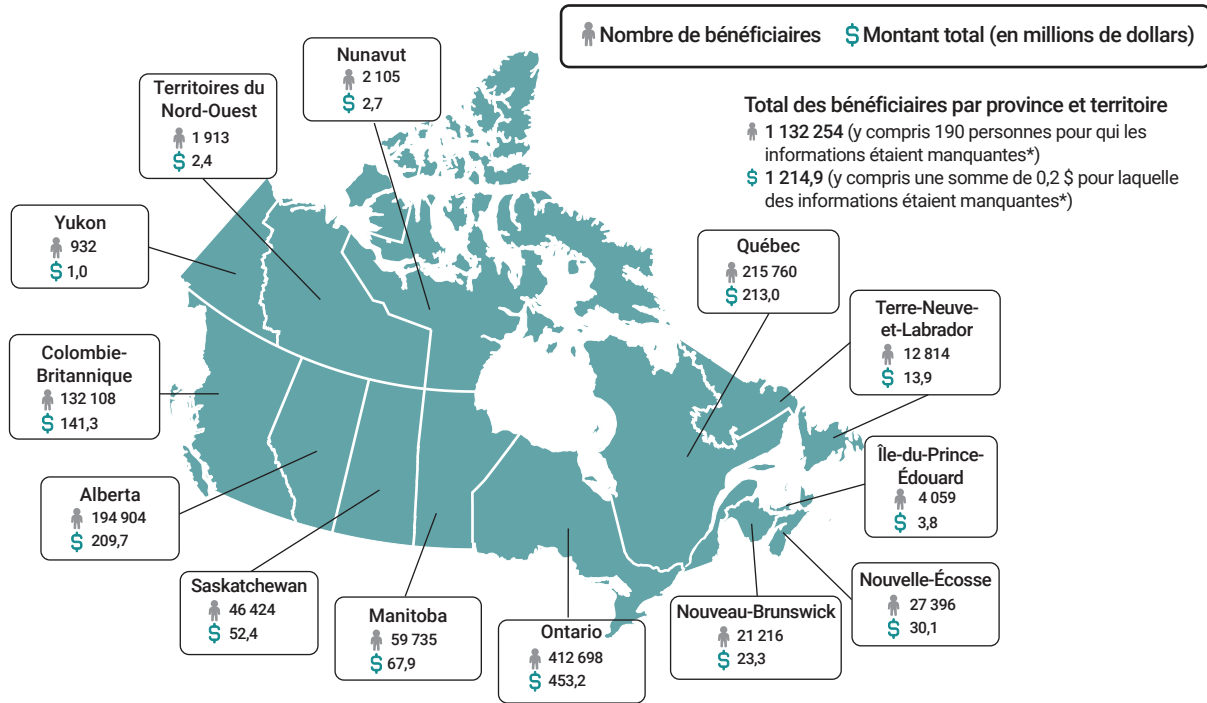 Nombre de bénéficiaires $ Montant total (en millions de dollars)
Total des bénéficiaires par province et territoire
1 132 254 (y compris 190 personnes pour qui les
informations étaient manquantes*)
$ 1 214,9 (y compris une somme de 0,2 $ pour laquelle
des informations étaient manquantes*)
Nunavut
2 105
$ 2,7
Territoires du
Nord-Ouest
1 913
$ 2,4
Yukon
932
$ 1,0
Colombie-
Britannique
132 108
$ 141,3
Alberta
194 904
$ 209,7
Saskatchewan
46 424
$ 52,4
Manitoba
59 735
$ 67,9
Ontario
412 698
$ 453,2
Québec
215 760
$ 213,0
Terre-Neuve-
et-Labrador
12 814
$ 13,9
Île-du-Prince-
Édouard
4 059
$ 3,8
Nouvelle-Écosse
27 396
$ 30,1
Nouveau-Brunswick
21 216
$ 23,3